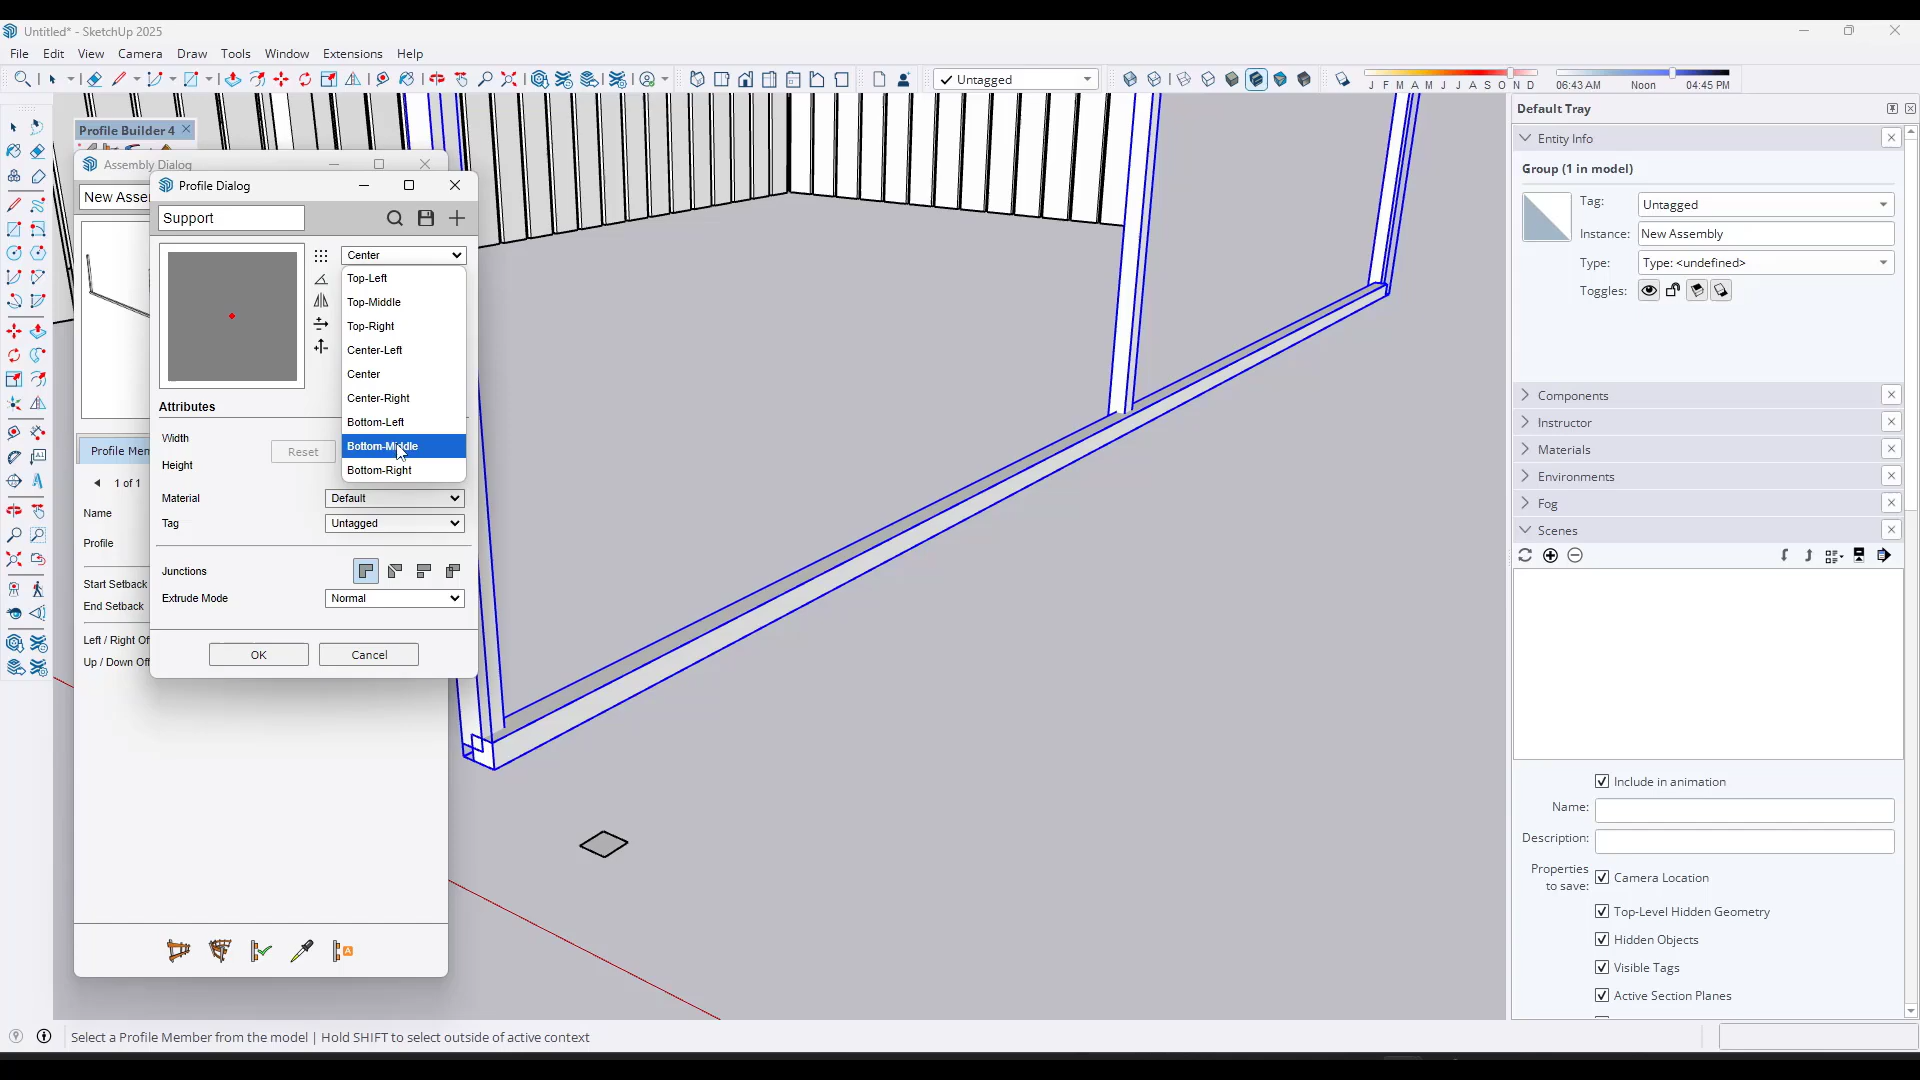 Untitled* - SketchUp 2025
File Edit View Camera Draw Tools Window Extensions Help
Untagged
J F M A M J J A S O N D
06:43 AM Noon 04:45 PM
Profile Builder 4
Assembly Dialog
New Asse
Profile Mem
1 of 1
Name
Profile
Start Setback
End Setback
Left / Right Of
Up / Down Off
Profile Dialog
Support
Center
Top-Left
Top-Middle
Top-Right
Center-Left
Center
Center-Right
Bottom-Left
Bottom-Middle
Bottom-Right
Attributes
Width
Reset
Height
Material Default
Tag Untagged
Junctions
Extrude Mode Normal
OK Cancel
Default Tray
Entity Info
Group (1 in model)
Tag: Untagged
Instance: New Assembly
Type: Type: <undefined>
Toggles:
Components
Instructor
Materials
Environments
Fog
Scenes
Include in animation
Name:
Description:
Properties to save:
Camera Location
Top-Level Hidden Geometry
Hidden Objects
Visible Tags
Active Section Planes
Select a Profile Member from the model | Hold SHIFT to select outside of active context